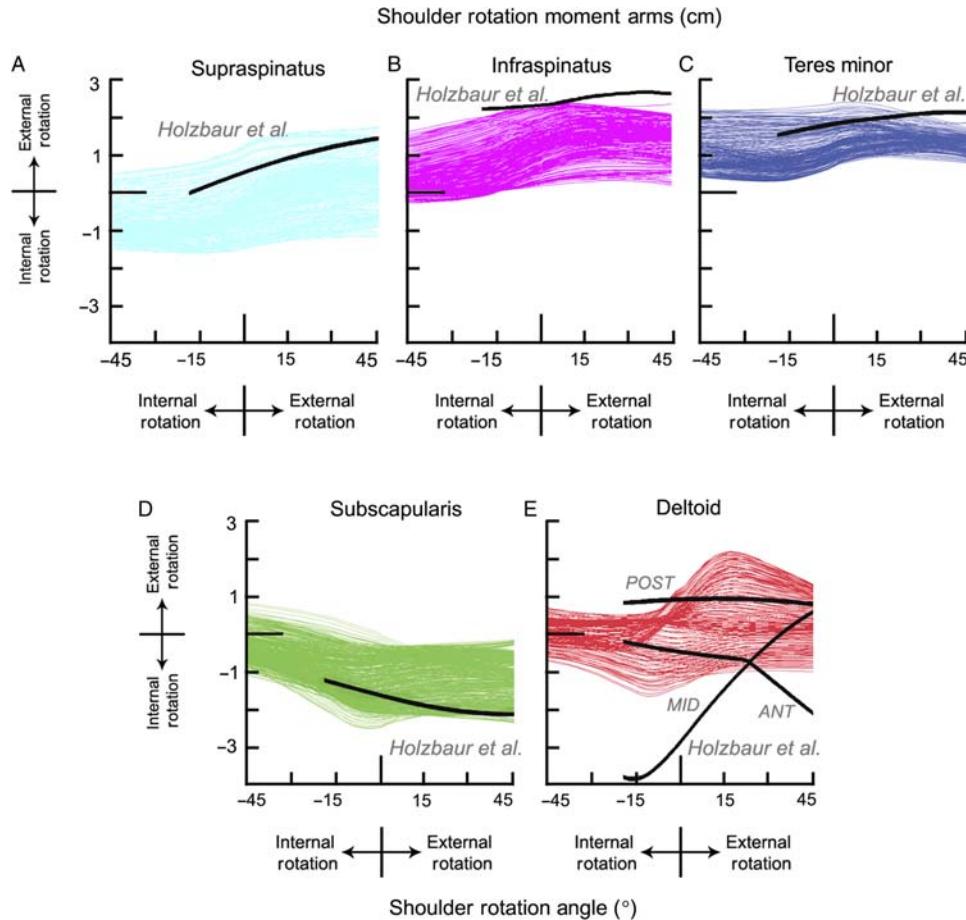 Shoulder rotation moment arms (cm)
A
Supraspinatus
3
1
-1
-3
External
rotation
Internal
rotation
Holzbaur et al.
-45
-15
15
45
Internal
rotation
External
rotation
B
Infraspinatus
Holzbaur et al.
-45
-15
15
45
Internal
rotation
External
rotation
C
Teres minor
Holzbaur et al.
-45
-15
15
45
Internal
rotation
External
rotation
D
Subscapularis
3
1
-1
-3
External
rotation
Internal
rotation
Holzbaur et al.
-45
-15
15
45
Internal
rotation
External
rotation
E
Deltoid
POST
MID
ANT
Holzbaur et al.
-45
-15
15
45
Internal
rotation
External
rotation
Shoulder rotation angle (°)